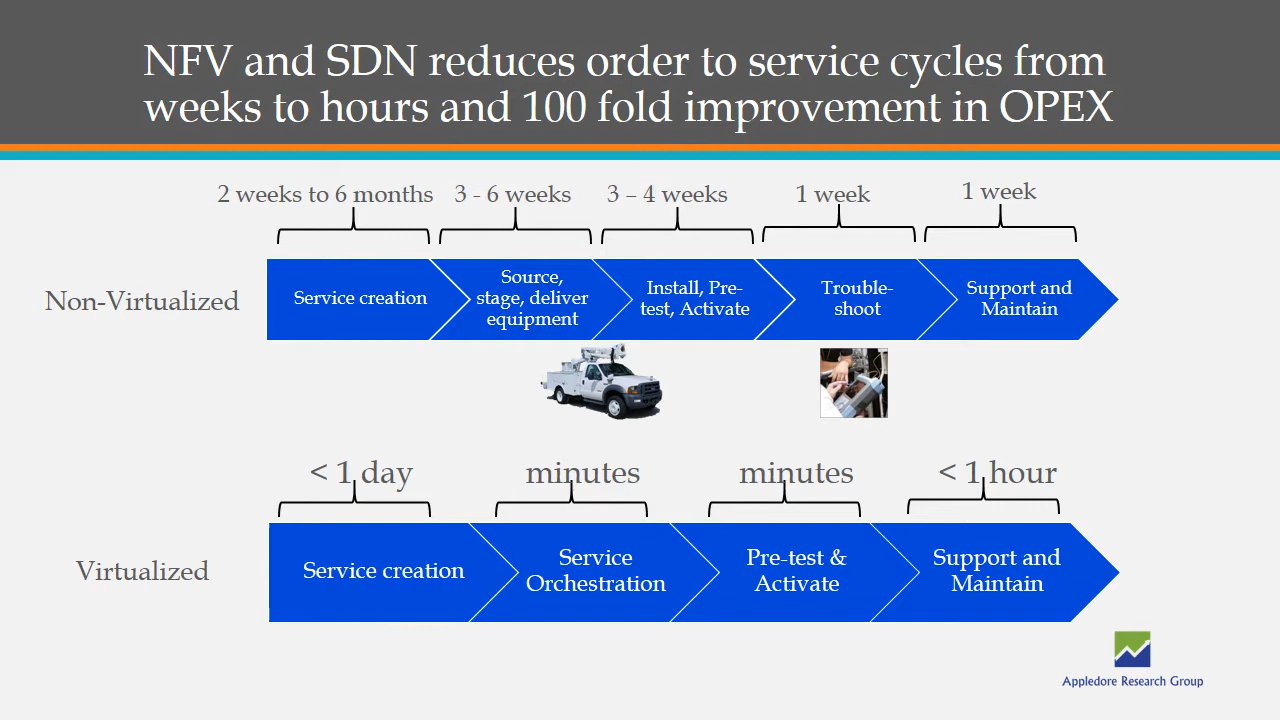 NFV and SDN reduces order to service cycles from
weeks to hours and 100 fold improvement in OPEX
2 weeks to 6 months
3 - 6 weeks
3 – 4 weeks
1 week
1 week
Non-Virtualized
Service creation
Source,
stage, deliver
equipment
Install, Pre-
test, Activate
Trouble-
shoot
Support and
Maintain
< 1 day
minutes
minutes
< 1 hour
Virtualized
Service creation
Service
Orchestration
Pre-test &
Activate
Support and
Maintain
Appledore Research Group